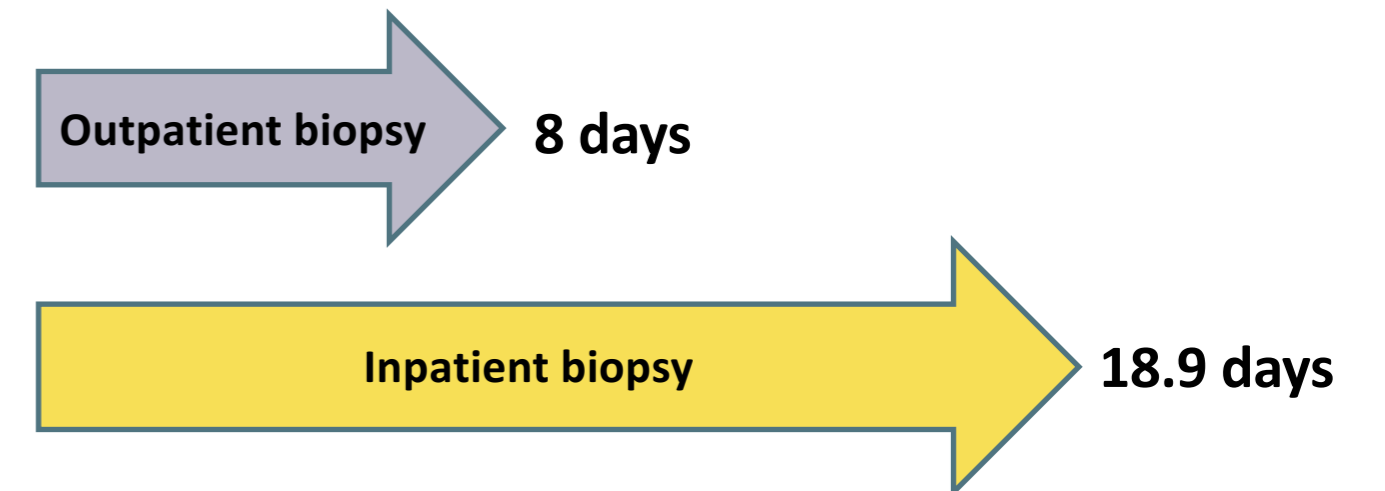 Outpatient biopsy
8 days
Inpatient biopsy
18.9 days